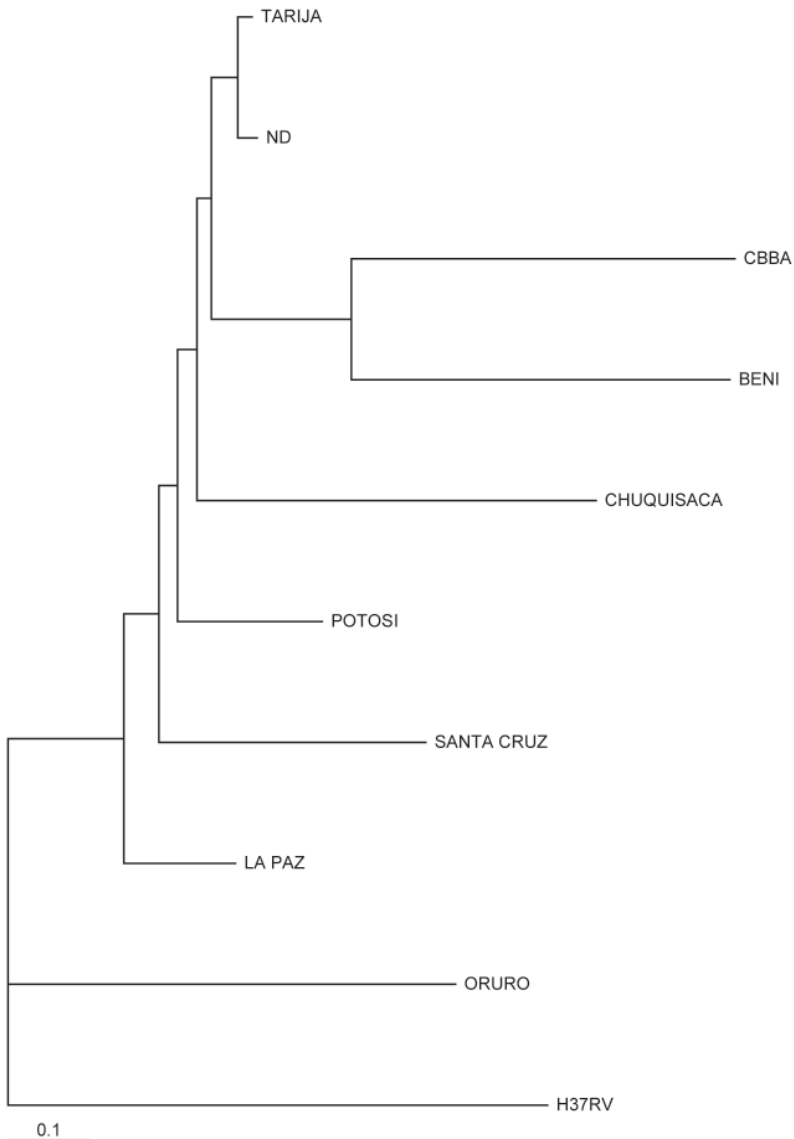 TARIJA
ND
CBBA
BENI
CHUQUISACA
POTOSI
SANTA CRUZ
LA PAZ
ORURO
H37RV
0.1